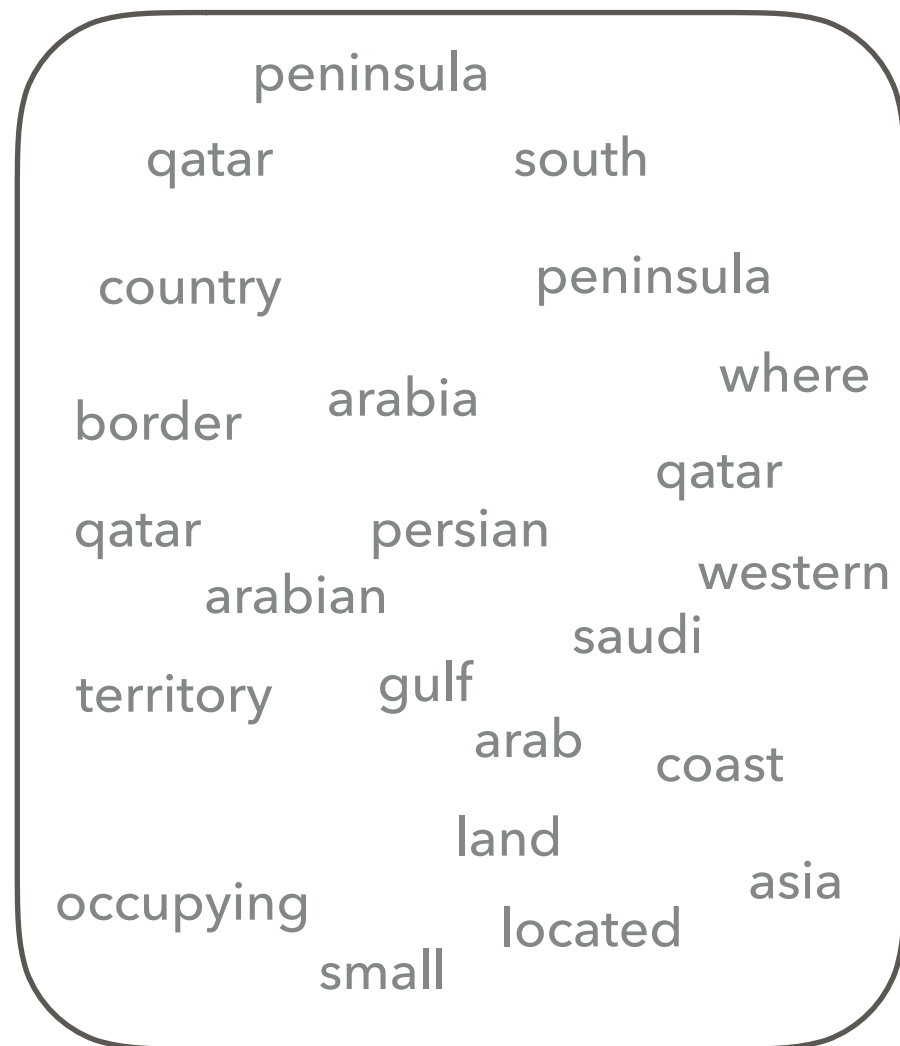 peninsula
qatar south
country peninsula
where
border arabia
qatar
qatar persian
western
arabian
saudi
territory gulf
arab
coast
land
asia
occupying
located
small